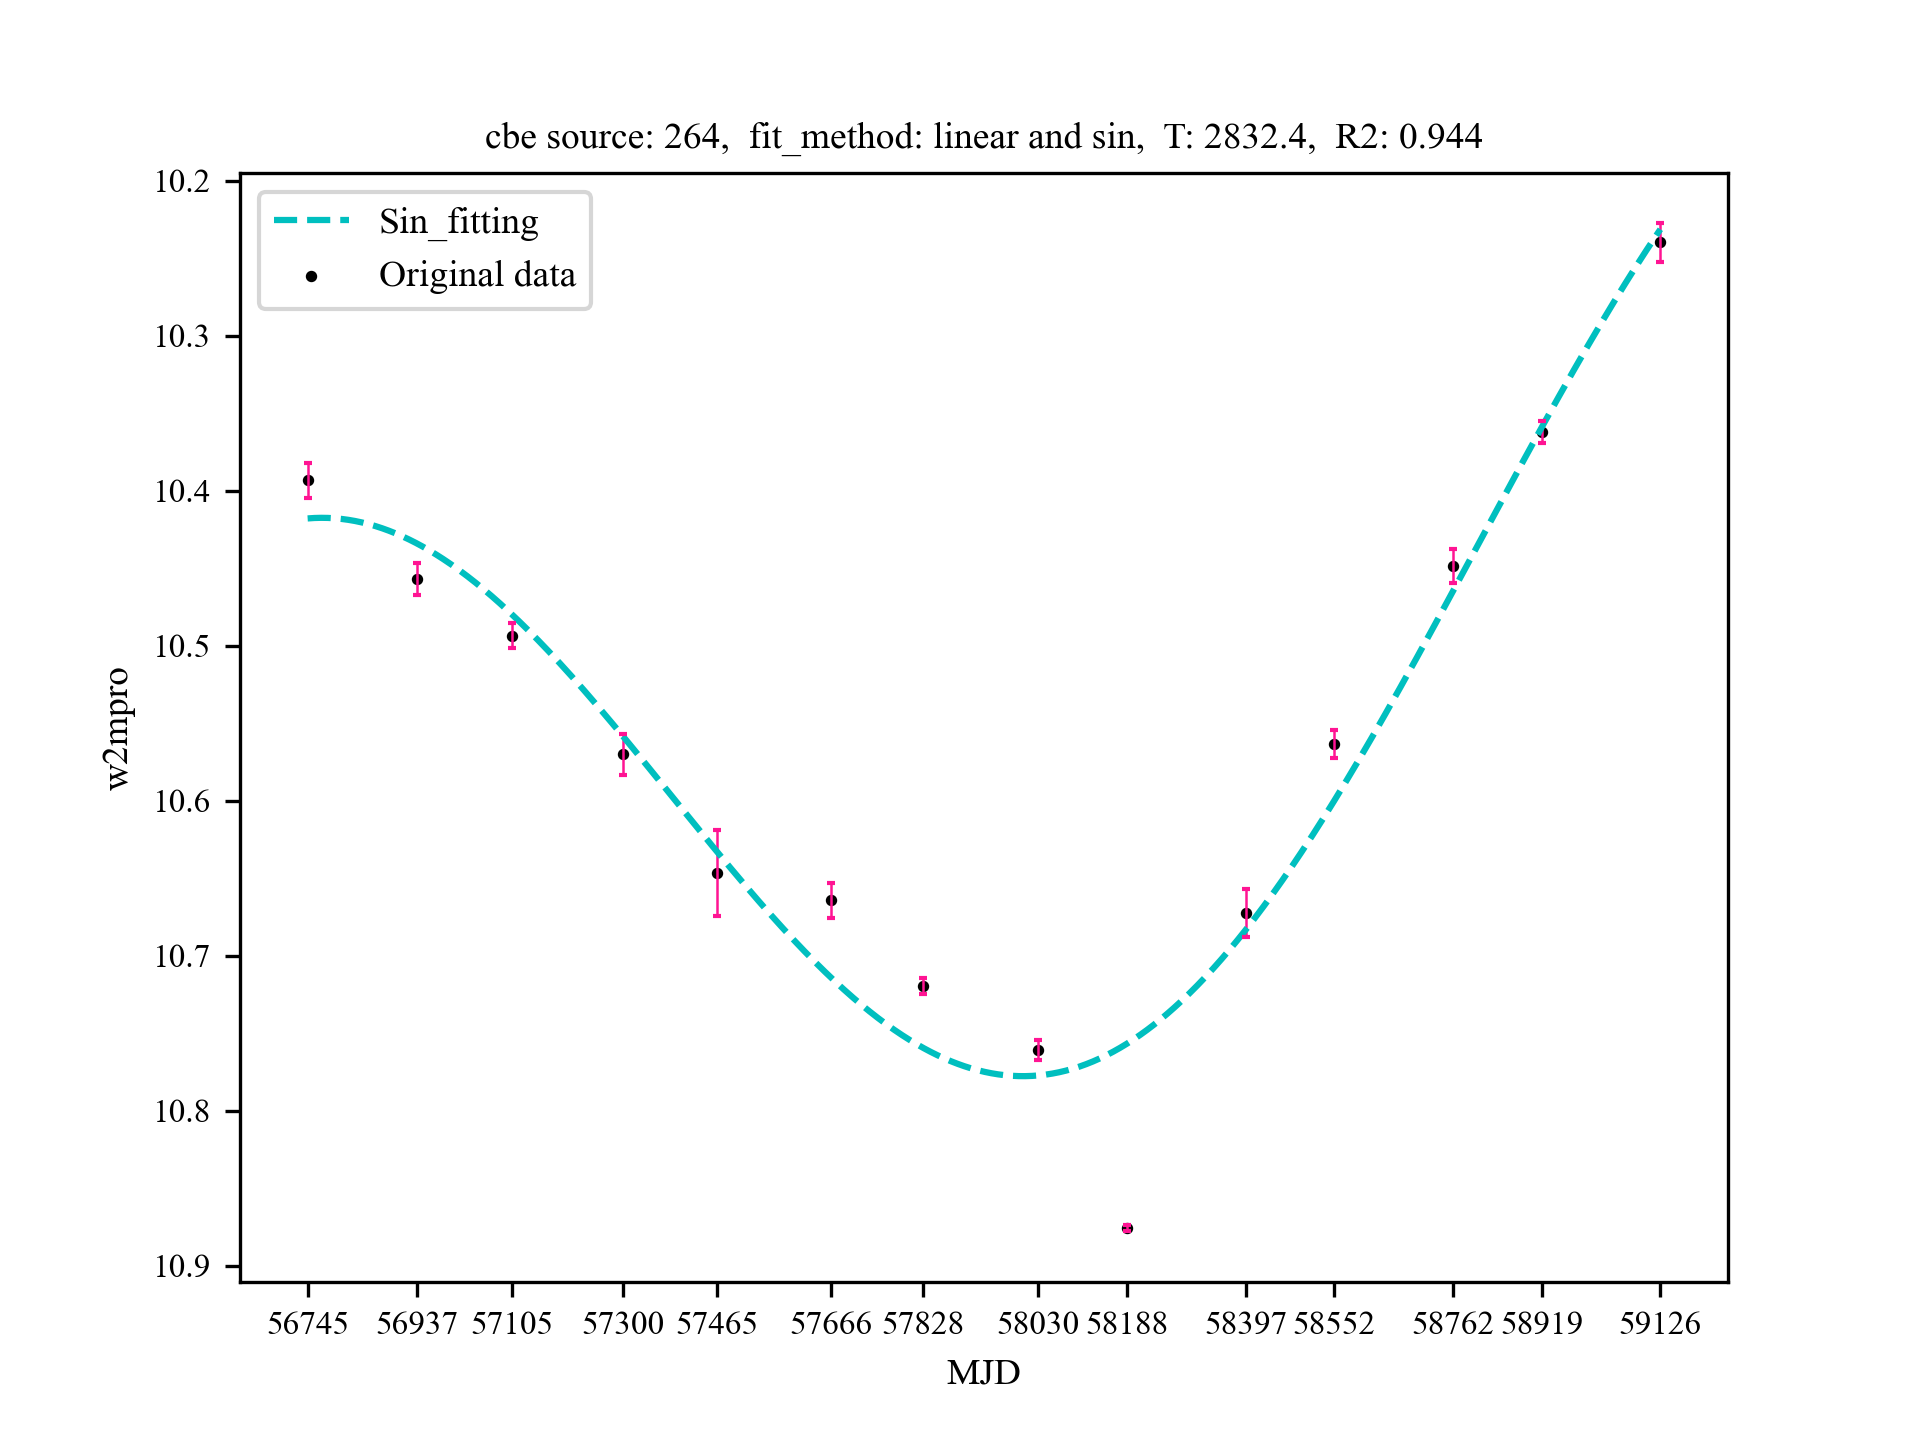 cbe source: 264,  fit_method: linear and sin,  T: 2832.4,  R2: 0.944
Sin_fitting
Original data
10.2
10.3
10.4
10.5
10.6
10.7
10.8
10.9
w2mpro
56745 56937 57105 57300 57465 57666 57828 58030 58188 58397 58552 58762 58919 59126
MJD